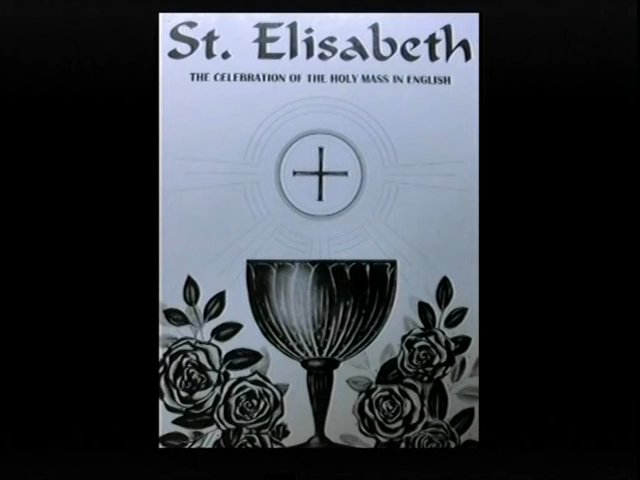 St. Elisabeth
THE CELEBRATION OF THE HOLY MASS IN ENGLISH